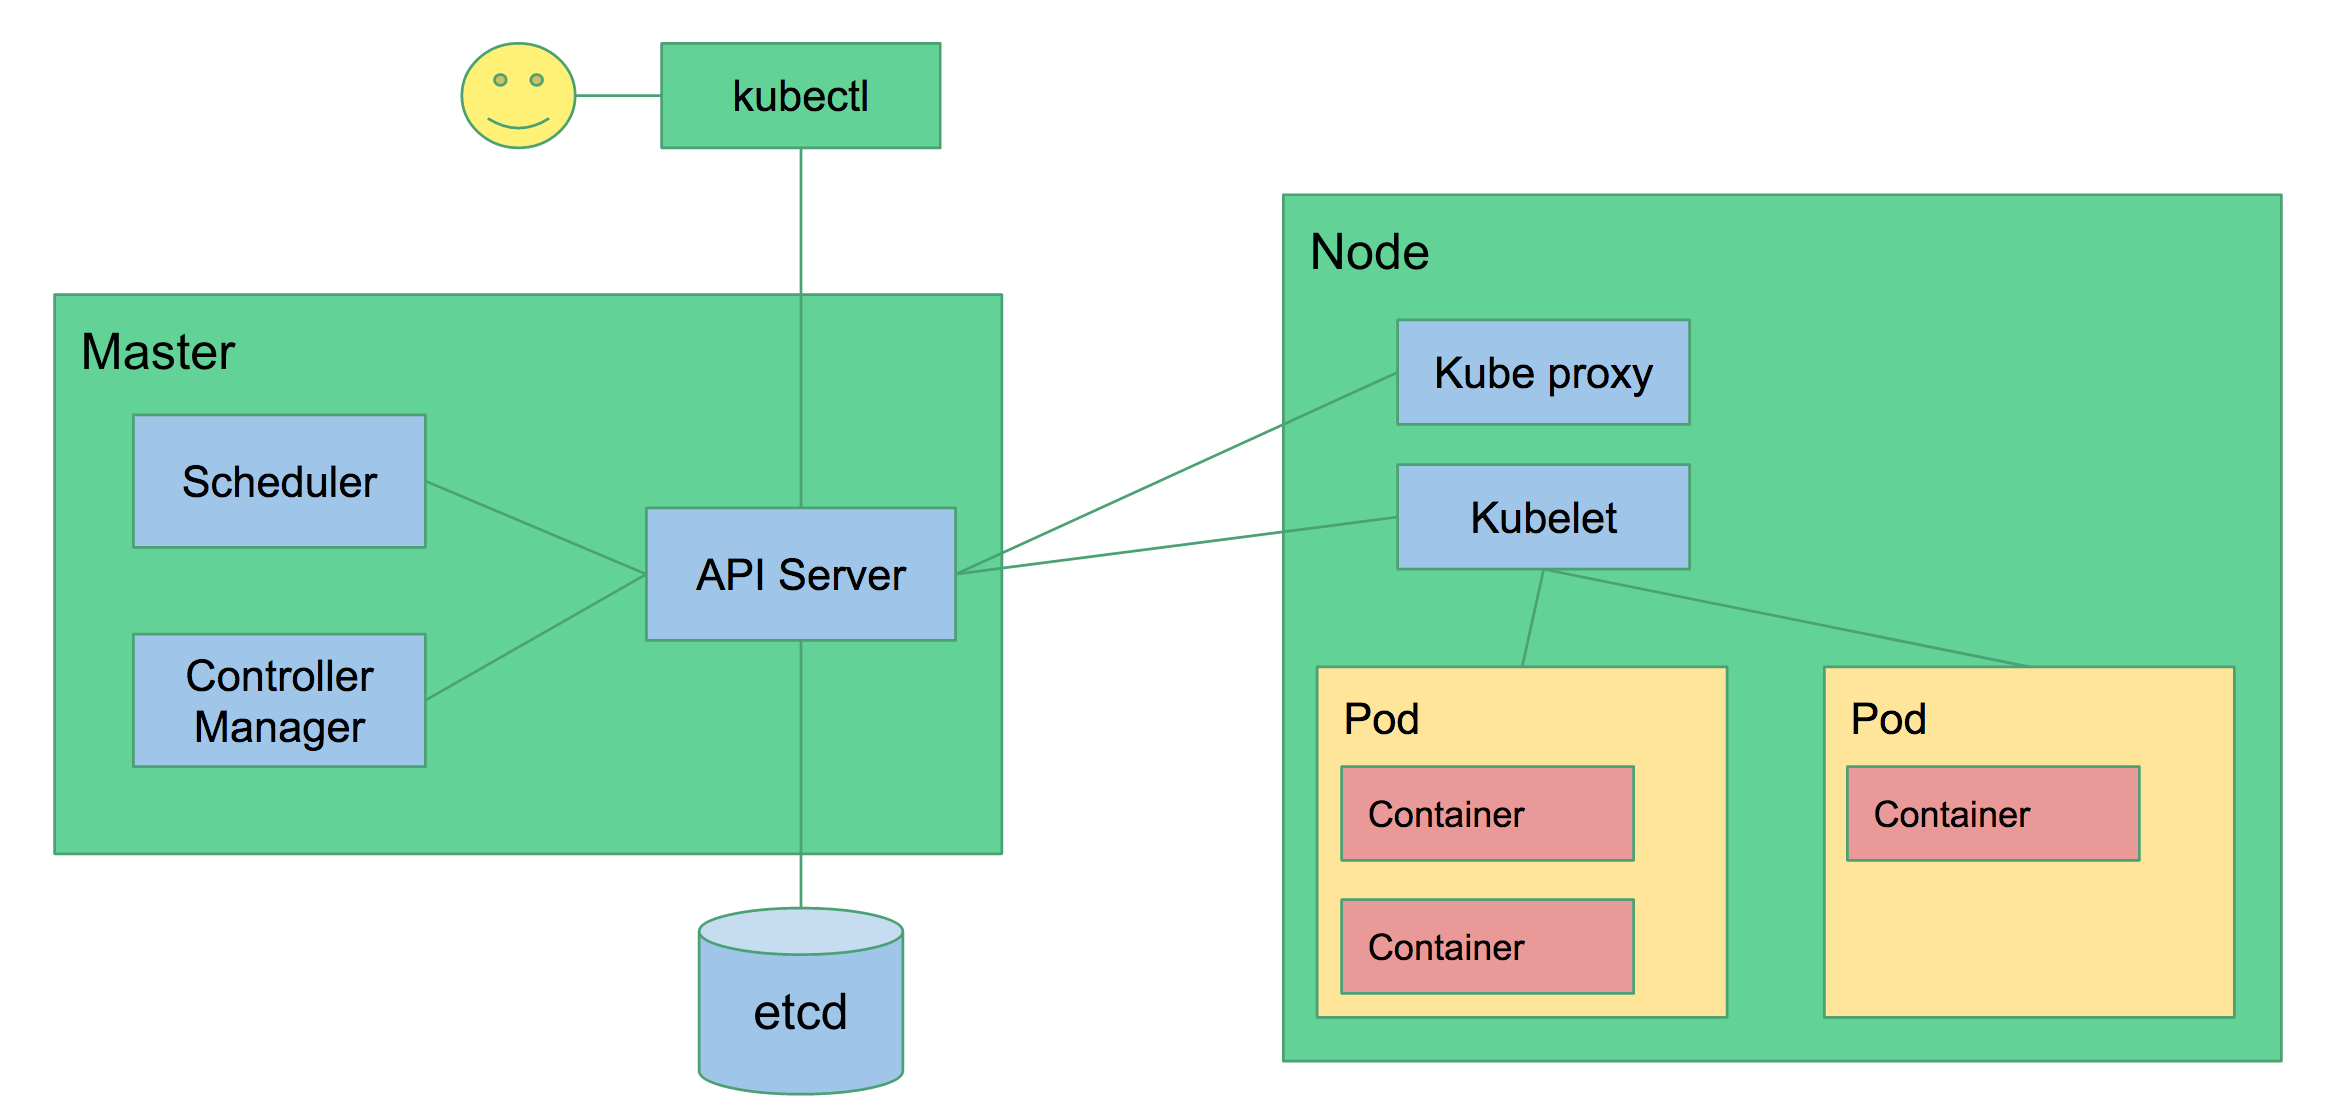 kubectl
Master
Scheduler
API Server
Controller
Manager
etcd
Node
Kube proxy
Kubelet
Pod
Container
Container
Pod
Container